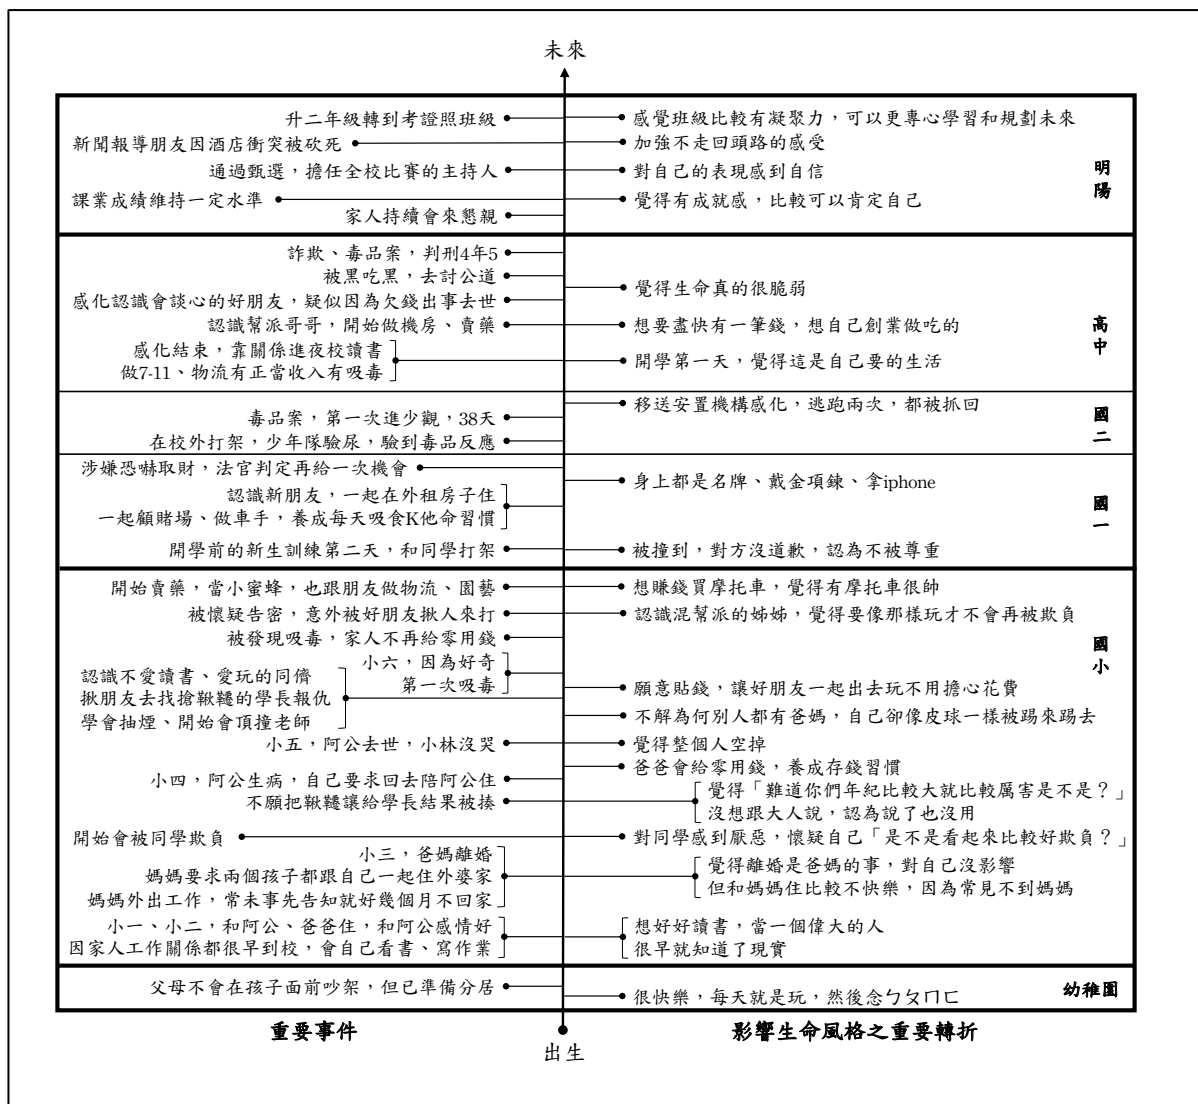 未來
升二年級轉到考證照班級
感覺班級比較有凝聚力，可以更專心學習和規劃未來
新聞報導朋友因酒店衝突被砍死
加強不走回頭路的感受
通過甄選，擔任全校比賽的主持人
對自己的表現感到自信
課業成績維持一定水準
覺得有成就感，比較可以肯定自己
家人持續會來懇親
明陽
詐欺、毒品案，判刑4年5
被黑吃黑，去討公道
覺得生命真的很脆弱
感化認識會談心的好朋友，疑似因為欠錢出事去世
認識幫派哥哥，開始做機房、賣藥
想要盡快有一筆錢，想自己創業做吃的
感化結束，靠關係進夜校讀書
做7-11、物流有正當收入有吸毒
開學第一天，覺得這是自己要的生活
高中
移送安置機構感化，逃跑兩次，都被抓回
毒品案，第一次進少觀，38天
在校外打架，少年隊驗尿，驗到毒品反應
國二
涉嫌恐嚇取財，法官判定再給一次機會
身上都是名牌、戴金項鍊、拿iphone
認識新朋友，一起在外租房子住
一起顧賭場、做車手，養成每天吸食K他命習慣
開學前的新生訓練第二天，和同學打架
被撞到，對方沒道歉，認為不被尊重
國一
開始賣藥，當小蜜蜂，也跟朋友做物流、園藝
想賺錢買摩托車，覺得有摩托車很帥
被懷疑告密，意外被好朋友揪人來打
認識混幫派的姊姊，覺得要像那樣玩才不會再被欺負
被發現吸毒，家人不再給零用錢
國小
小六，因為好奇
第一次吸毒
認識不愛讀書、愛玩的同儕
揪朋友去找搶鞦韆的學長報仇
學會抽煙、開始會頂撞老師
願意貼錢，讓好朋友一起出去玩不用擔心花費
不解為何別人都有爸媽，自己卻像皮球一樣被踢來踢去
小五，阿公去世，小林沒哭
覺得整個人空掉
爸爸會給零用錢，養成存錢習慣
小四，阿公生病，自己要求回去陪阿公住
不願把鞦韆讓給學長結果被揍
覺得「難道你們年紀比較大就比較厲害是不是？」
沒想跟大人說，認為說了也沒用
開始會被同學欺負
對同學感到厭惡，懷疑自己「是不是看起來比較好欺負？」
小三，爸媽離婚
媽媽要求兩個孩子都跟自己一起住外婆家
媽媽外出工作，常未事先告知就好幾個月不回家
覺得離婚是爸媽的事，對自己沒影響
但和媽媽住比較不快樂，因為常見不到媽媽
小一、小二，和阿公、爸爸住，和阿公感情好
因家人工作關係都很早到校，會自己看書、寫作業
想好好讀書，當一個偉大的人
很早就知道了現實
父母不會在孩子面前吵架，但已準備分居
很快樂，每天就是玩，然後念ㄅㄆㄇㄈ
幼稚園
重要事件
影響生命風格之重要轉折
出生